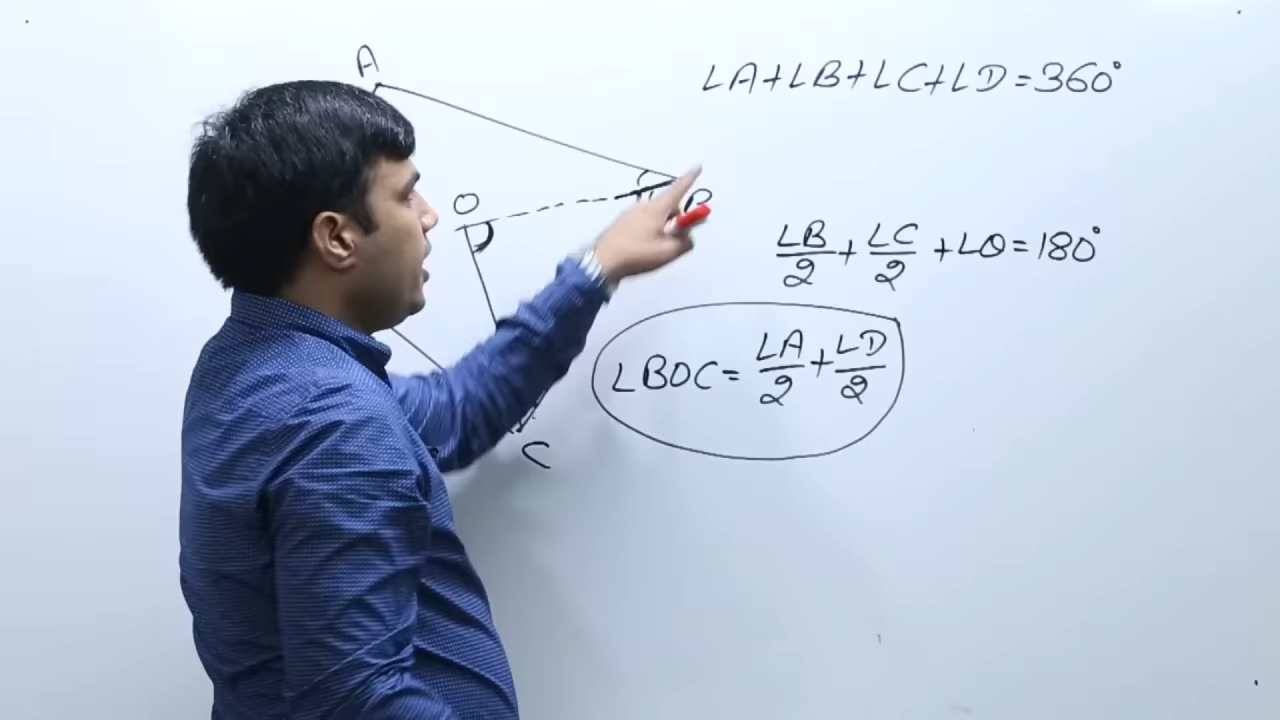 A
∠A+∠B+∠C+∠D=360°
O
B
∠B/2+∠C/2+∠O=180°
∠BOC=∠A/2+∠D/2
C